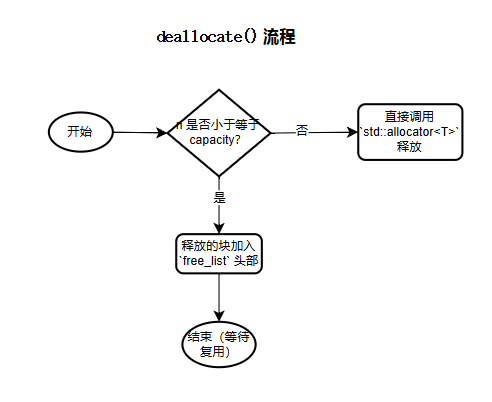 deallocate() 流程
开始
n 是否小于等于
capacity？
否
直接调用
`std::allocator<T>`
释放
是
释放的块加入
`free_list` 头部
结束（等待
复用）